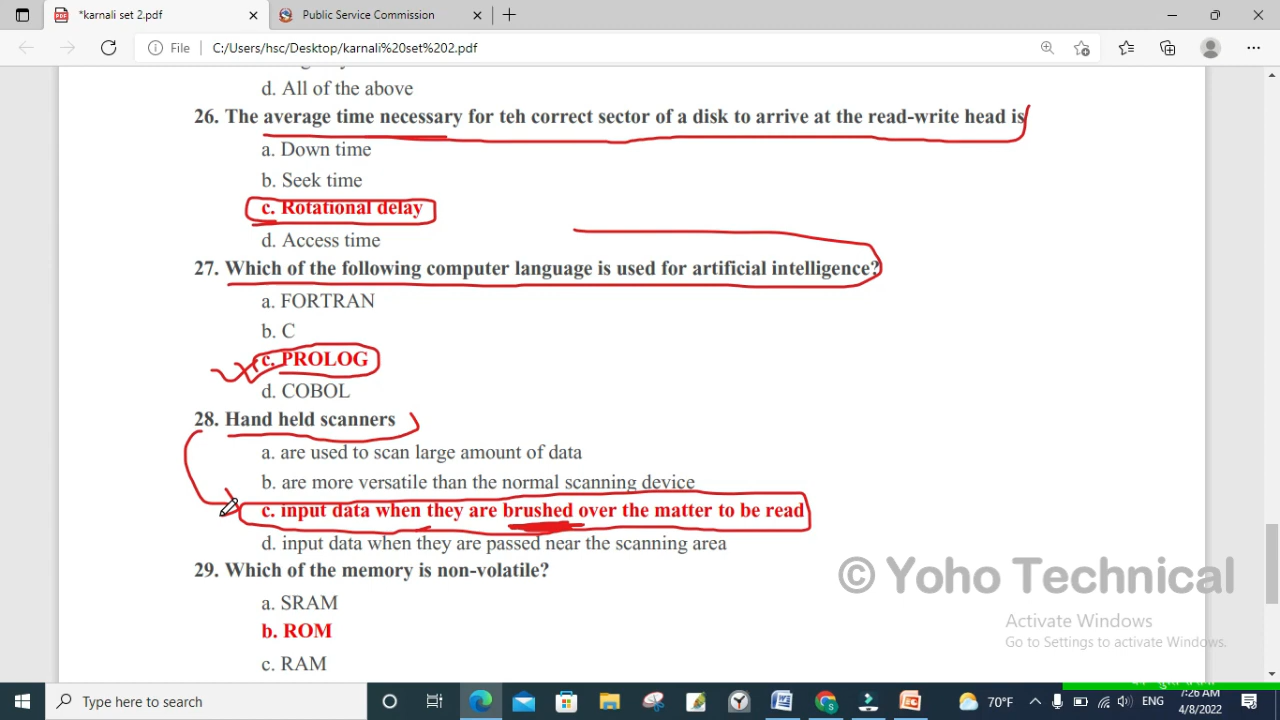 *karnali set 2.pdf
Public Service Commission
File
C:/Users/hsc/Desktop/karnali%20set%202.pdf
d. All of the above
26. The average time necessary for teh correct sector of a disk to arrive at the read-write head is
a. Down time
b. Seek time
c. Rotational delay
d. Access time
27. Which of the following computer language is used for artificial intelligence?
a. FORTRAN
b. C
c. PROLOG
d. COBOL
28. Hand held scanners
a. are used to scan large amount of data
b. are more versatile than the normal scanning device
c. input data when they are brushed over the matter to be read
d. input data when they are passed near the scanning area
29. Which of the memory is non-volatile?
a. SRAM
b. ROM
c. RAM
© Yoho Technical
Activate Windows
Go to Settings to activate Windows.
Type here to search
70°F
ENG
7:26 AM
4/8/2022